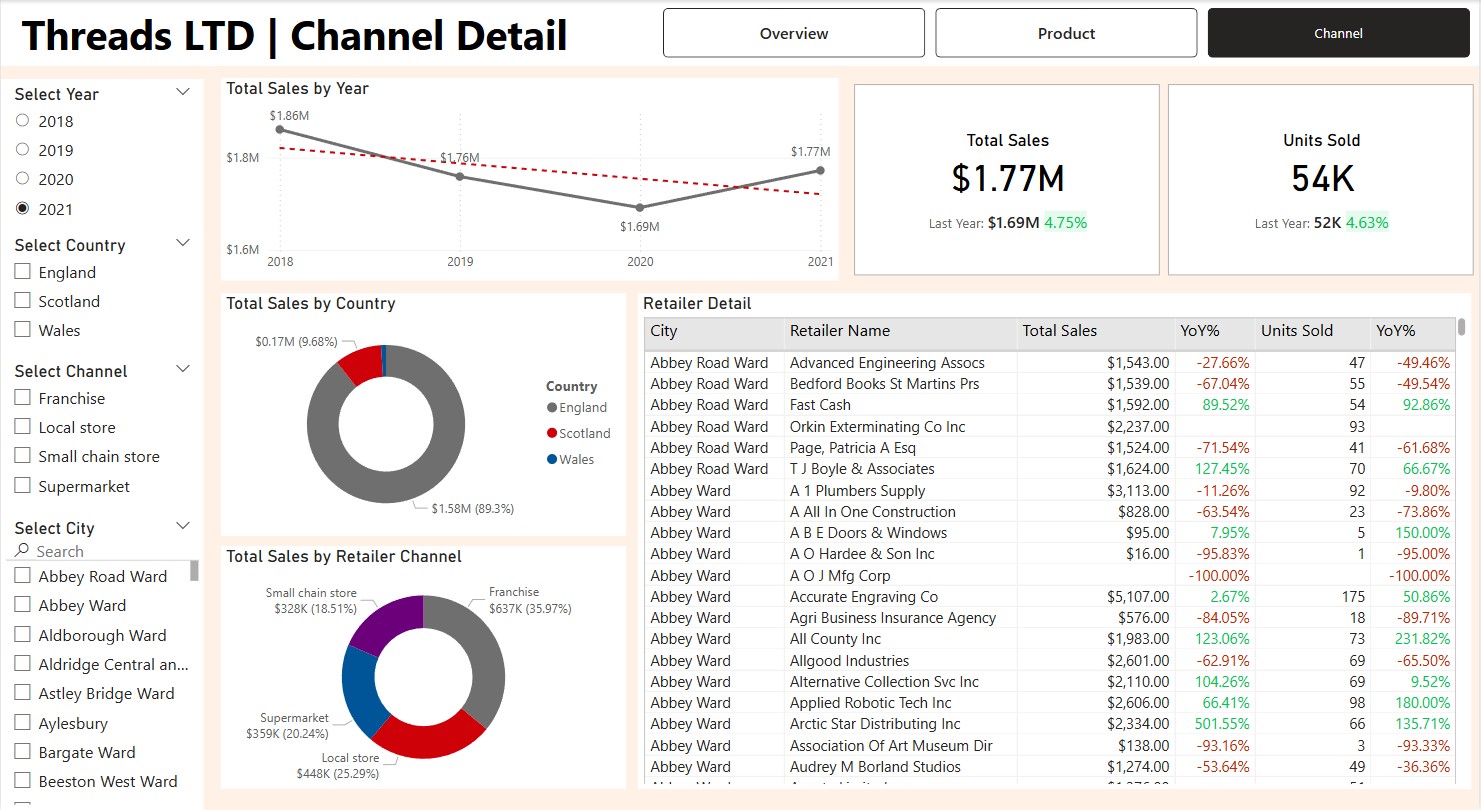 Threads LTD | Channel Detail
Overview
Product
Channel
Select Year
2018
2019
2020
2021
Select Country
England
Scotland
Wales
Select Channel
Franchise
Local store
Small chain store
Supermarket
Select City
Search
Abbey Road Ward
Abbey Ward
Aldborough Ward
Aldridge Central an...
Astley Bridge Ward
Aylesbury
Bargate Ward
Beeston West Ward
Total Sales by Year
$1.86M
$1.8M
$1.76M
$1.77M
$1.69M
$1.6M
2018 2019 2020 2021
Total Sales
$1.77M
Last Year: $1.69M 4.75%
Units Sold
54K
Last Year: 52K 4.63%
Total Sales by Country
$0.17M (9.68%)
$1.58M (89.3%)
Country
England
Scotland
Wales
Total Sales by Retailer Channel
Small chain store
$328K (18.51%)
Franchise
$637K (35.97%)
Supermarket
$359K (20.24%)
Local store
$448K (25.29%)
Retailer Detail
City Retailer Name Total Sales YoY% Units Sold YoY%
Abbey Road Ward Advanced Engineering Assocs $1,543.00 -27.66% 47 -49.46%
Abbey Road Ward Bedford Books St Martins Prs $1,539.00 -67.04% 55 -49.54%
Abbey Road Ward Fast Cash $1,592.00 89.52% 54 92.86%
Abbey Road Ward Orkin Exterminating Co Inc $2,237.00 93
Abbey Road Ward Page, Patricia A Esq $1,524.00 -71.54% 41 -61.68%
Abbey Road Ward T J Boyle & Associates $1,624.00 127.45% 70 66.67%
Abbey Ward A 1 Plumbers Supply $3,113.00 -11.26% 92 -9.80%
Abbey Ward A All In One Construction $828.00 -63.54% 23 -73.86%
Abbey Ward A B E Doors & Windows $95.00 7.95% 5 150.00%
Abbey Ward A O Hardee & Son Inc $16.00 -95.83% 1 -95.00%
Abbey Ward A O J Mfg Corp -100.00% -100.00%
Abbey Ward Accurate Engraving Co $5,107.00 2.67% 175 50.86%
Abbey Ward Agri Business Insurance Agency $576.00 -84.05% 18 -89.71%
Abbey Ward All County Inc $1,983.00 123.06% 73 231.82%
Abbey Ward Allgood Industries $2,601.00 -62.91% 69 -65.50%
Abbey Ward Alternative Collection Svc Inc $2,110.00 104.26% 69 9.52%
Abbey Ward Applied Robotic Tech Inc $2,606.00 66.41% 98 180.00%
Abbey Ward Arctic Star Distributing Inc $2,334.00 501.55% 66 135.71%
Abbey Ward Association Of Art Museum Dir $138.00 -93.16% 3 -93.33%
Abbey Ward Audrey M Borland Studios $1,274.00 -53.64% 49 -36.36%